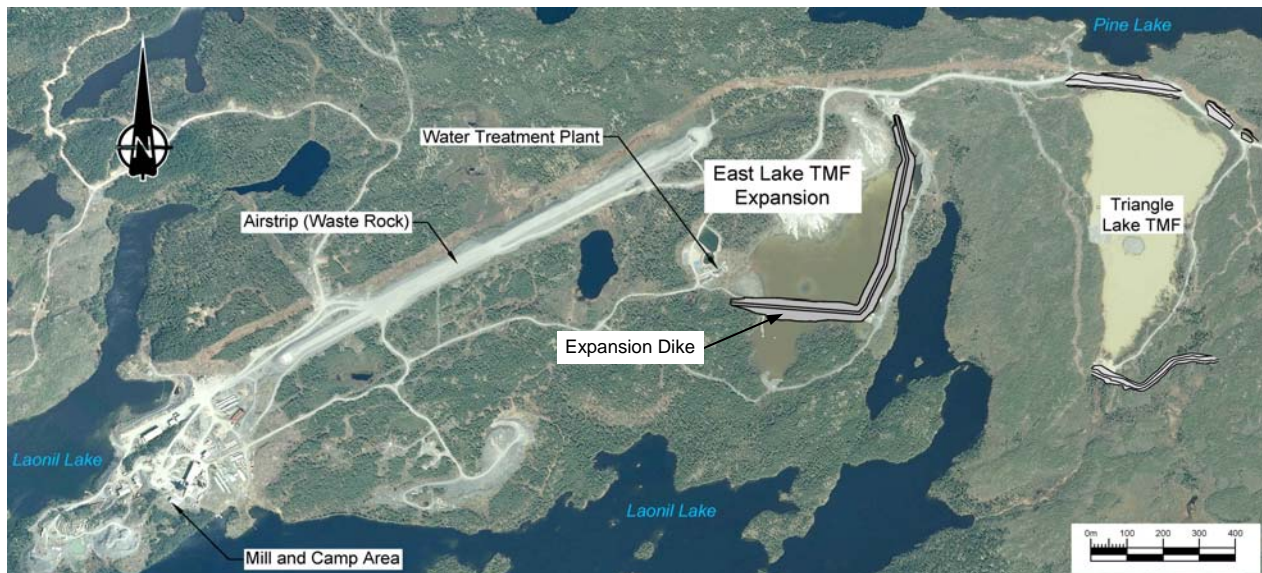 Pine Lake
N
Water Treatment Plant
East Lake TMF
Expansion
Triangle
Lake TMF
Airstrip (Waste Rock)
Expansion Dike
Laonil Lake
Laonil Lake
Mill and Camp Area
0m 100 200 300 400